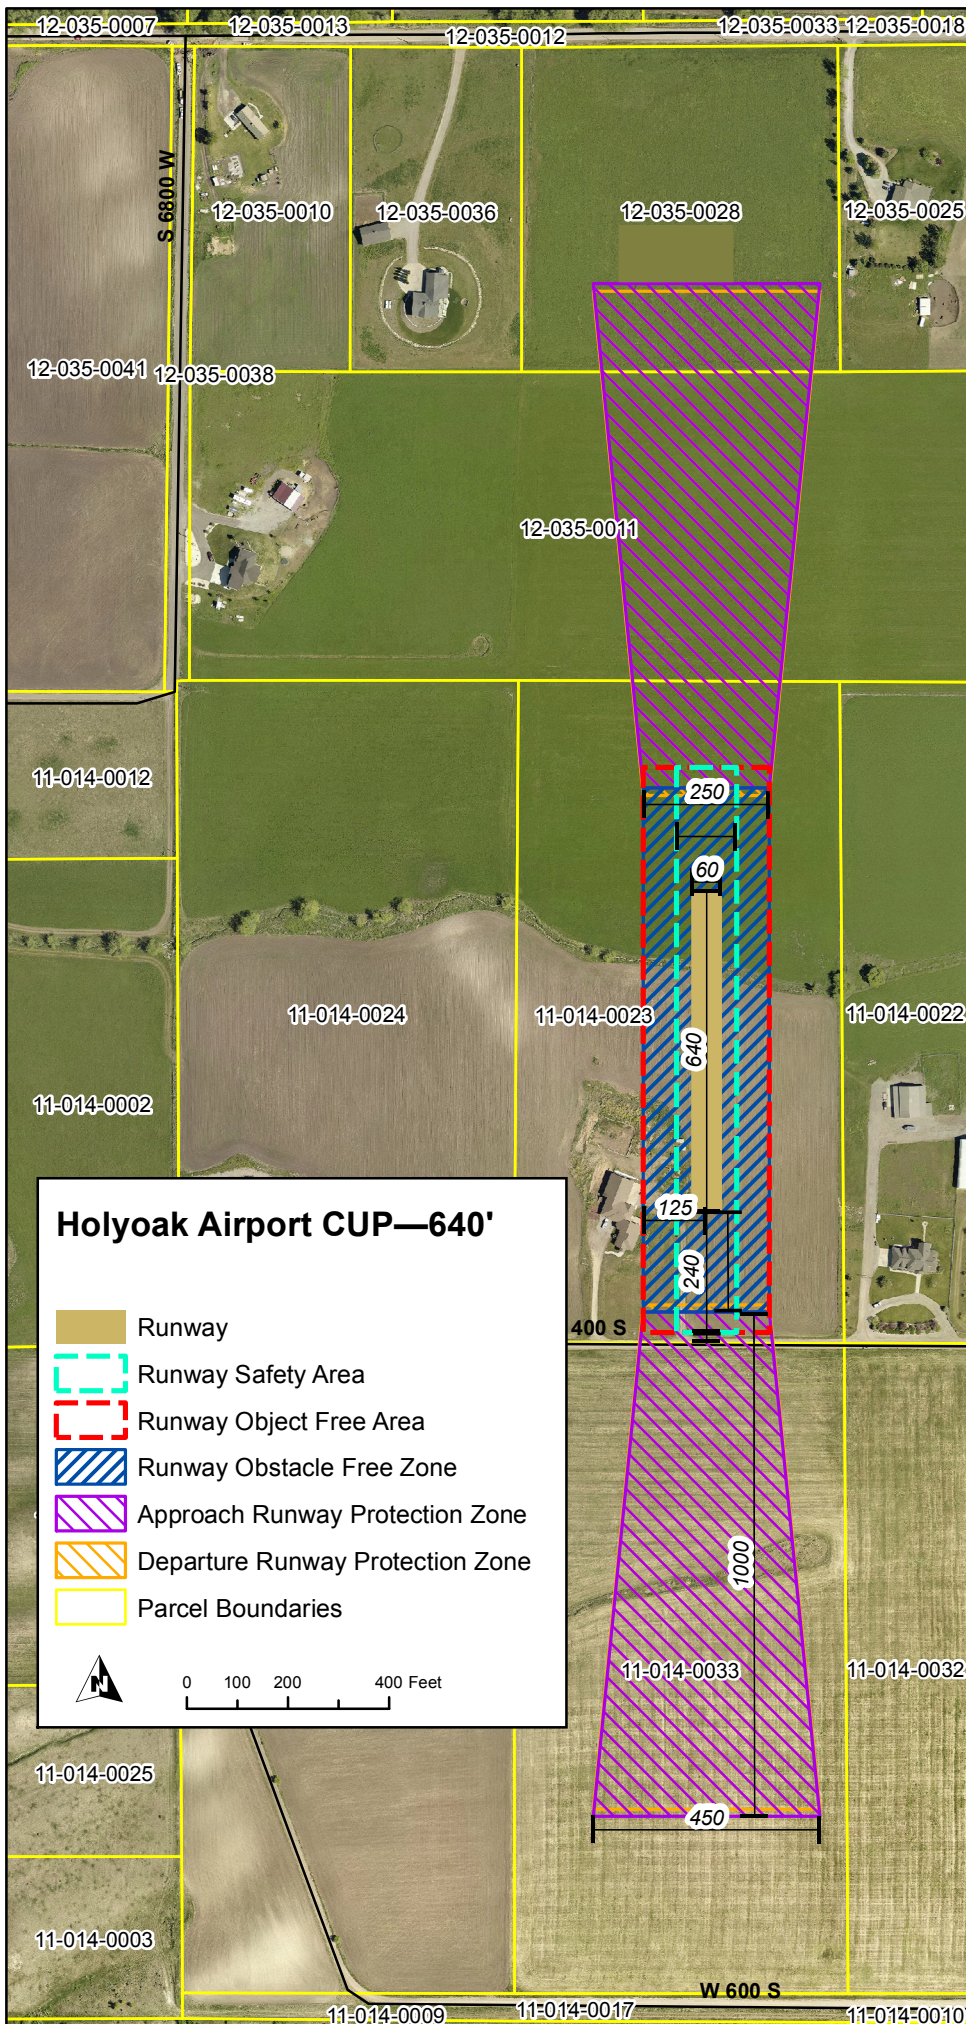 12-035-0007
12-035-0013
12-035-0012
12-035-0033
12-035-0018
S 6800 W
12-035-0010
12-035-0036
12-035-0028
12-035-0025
12-035-0041
12-035-0038
12-035-0011
11-014-0012
250
60
11-014-0024
11-014-0023
11-014-0022
640
11-014-0002
125
240
400 S
Holyoak Airport CUP—640'
Runway
Runway Safety Area
Runway Object Free Area
Runway Obstacle Free Zone
Approach Runway Protection Zone
Departure Runway Protection Zone
Parcel Boundaries
N
0 100 200 400 Feet
1000
11-014-0033
11-014-0032
11-014-0025
450
11-014-0003
W 600 S
11-014-0009
11-014-0017
11-014-0010